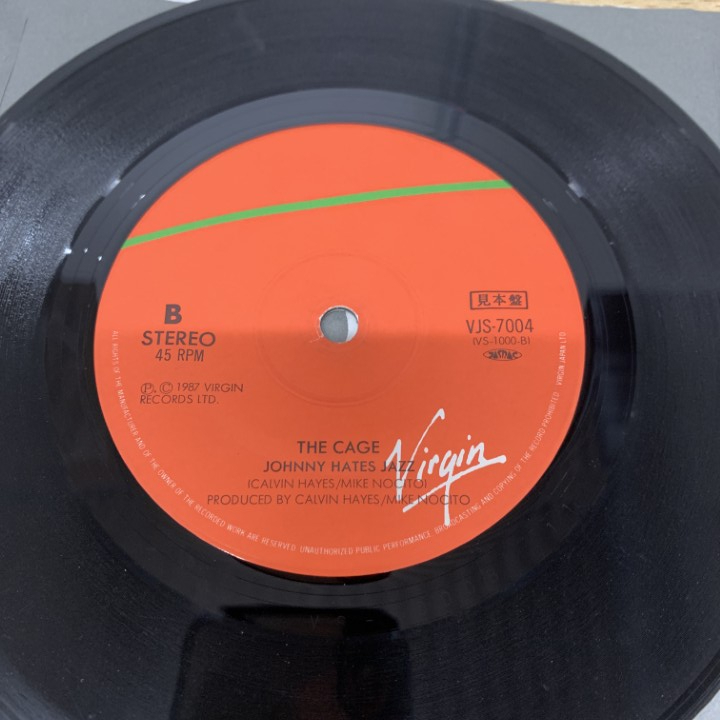 B
STEREO
45 RPM
Ⓟ, © 1987 VIRGIN
RECORDS LTD.
見本盤
VJS-7004
(VS-1000-B)
JASRAC
THE CAGE
JOHNNY HATES JAZZ
(CALVIN HAYES/MIKE NOCITO)
PRODUCED BY CALVIN HAYES/MIKE NOCITO
Virgin
ALL RIGHTS OF THE MANUFACTURER AND OF THE OWNER OF THE RECORDED WORK ARE RESERVED. UNAUTHORIZED PUBLIC PERFORMANCE, BROADCASTING AND COPYING OF THE RECORD PROHIBITED VIRGIN JAPAN LTD.